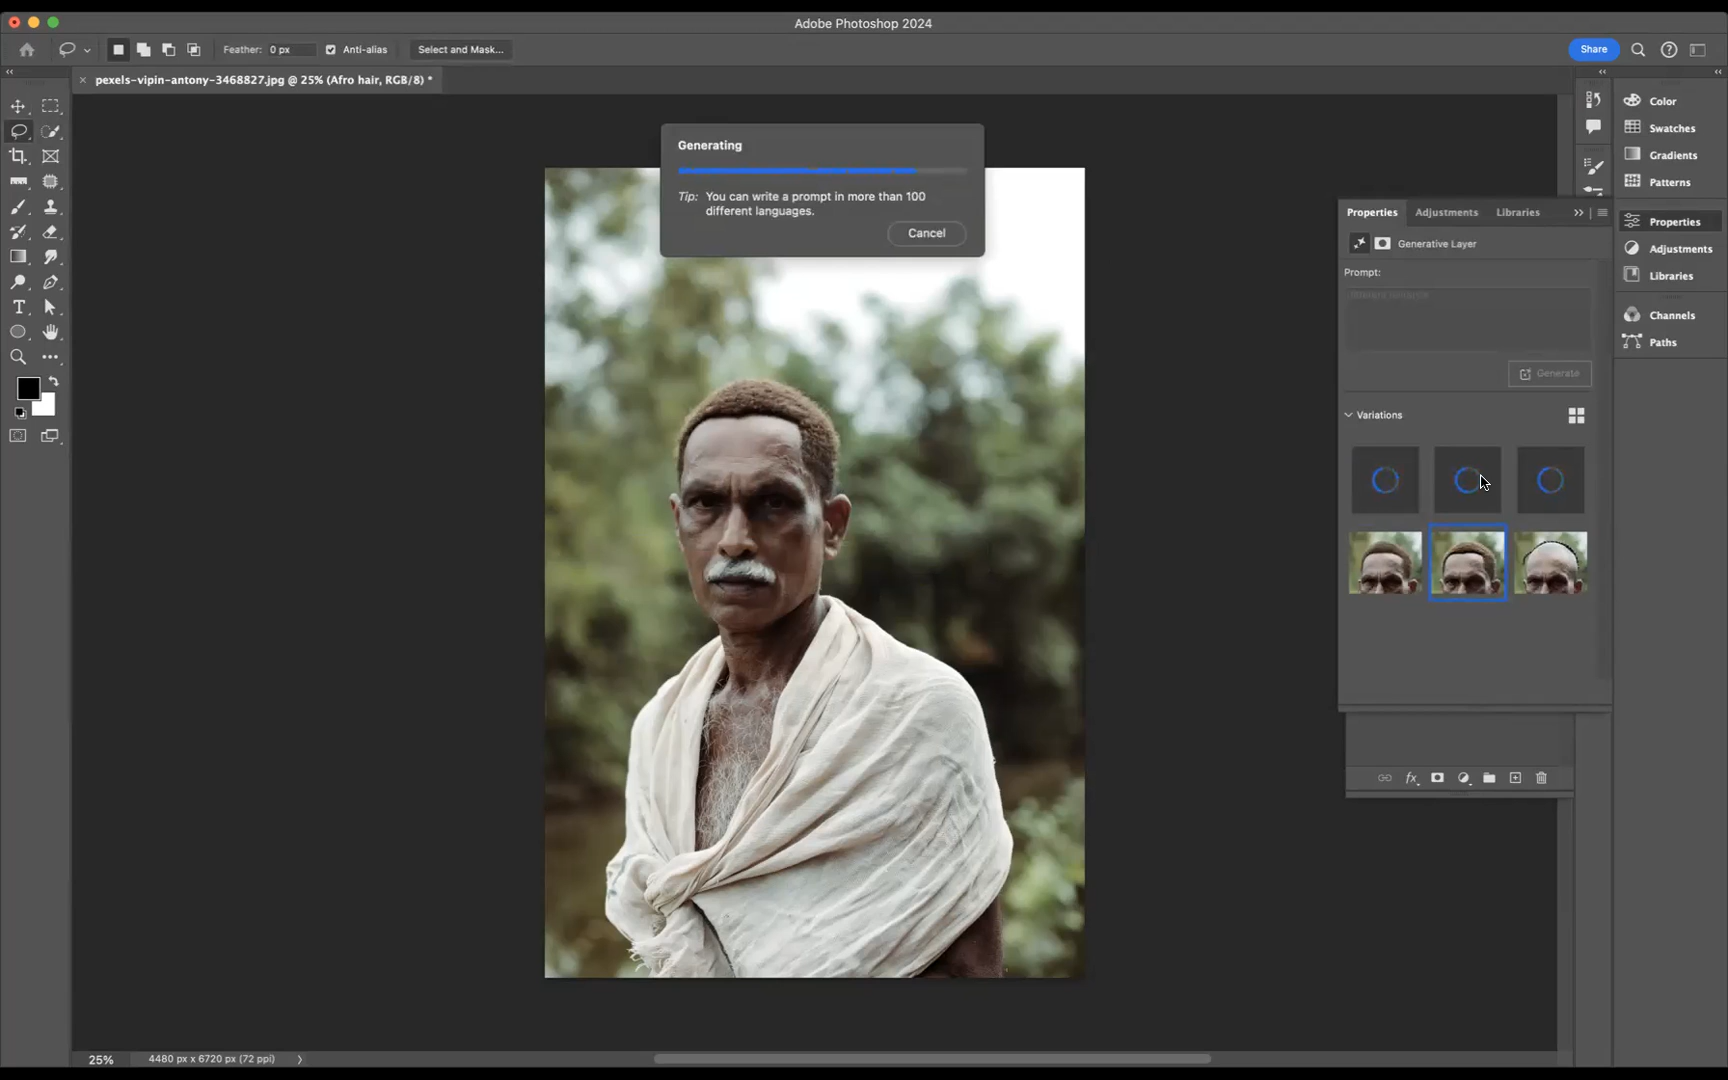 Adobe Photoshop 2024
Feather: 0 px Anti-alias Select and Mask... Share
× pexels-vipin-antony-3468827.jpg @ 25% (Afro hair, RGB/8) *
Generating
Tip: You can write a prompt in more than 100
different languages.
Cancel
Properties Adjustments Libraries
Generative Layer
Prompt:
Generate
Variations
Color
Swatches
Gradients
Patterns
Properties
Adjustments
Libraries
Channels
Paths
fx
25% 4480 px x 6720 px (72 ppi)